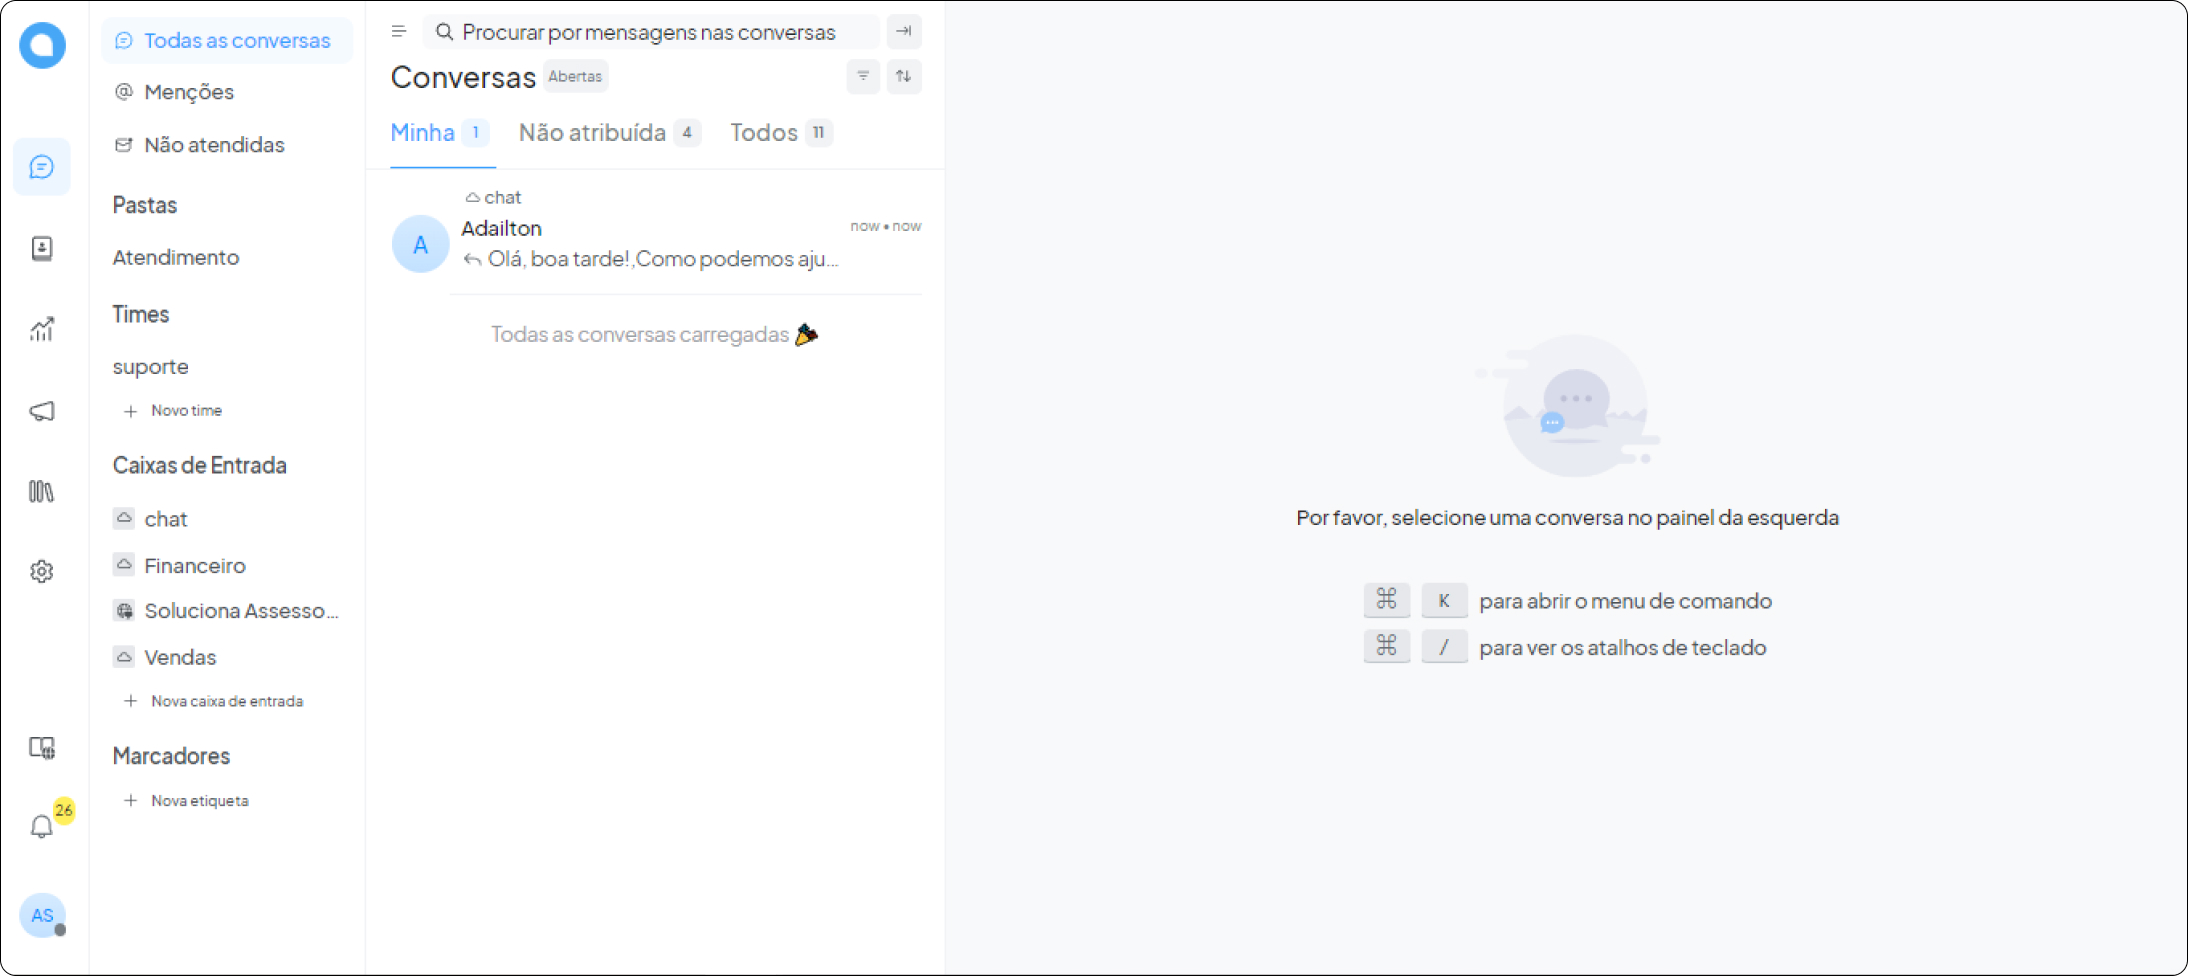 Todas as conversas
Menções
Não atendidas
Pastas
Atendimento
Times
suporte
Novo time
Caixas de Entrada
chat
Financeiro
Soluciona Assesso...
Vendas
Nova caixa de entrada
Marcadores
Nova etiqueta
26
AS
Procurar por mensagens nas conversas
Conversas Abertas
Minha 1 Não atribuída 4 Todos 11
chat
A
Adailton now • now
Olá, boa tarde!,Como podemos aju...
Todas as conversas carregadas 🎉
Por favor, selecione uma conversa no painel da esquerda
⌘ K para abrir o menu de comando
⌘ / para ver os atalhos de teclado